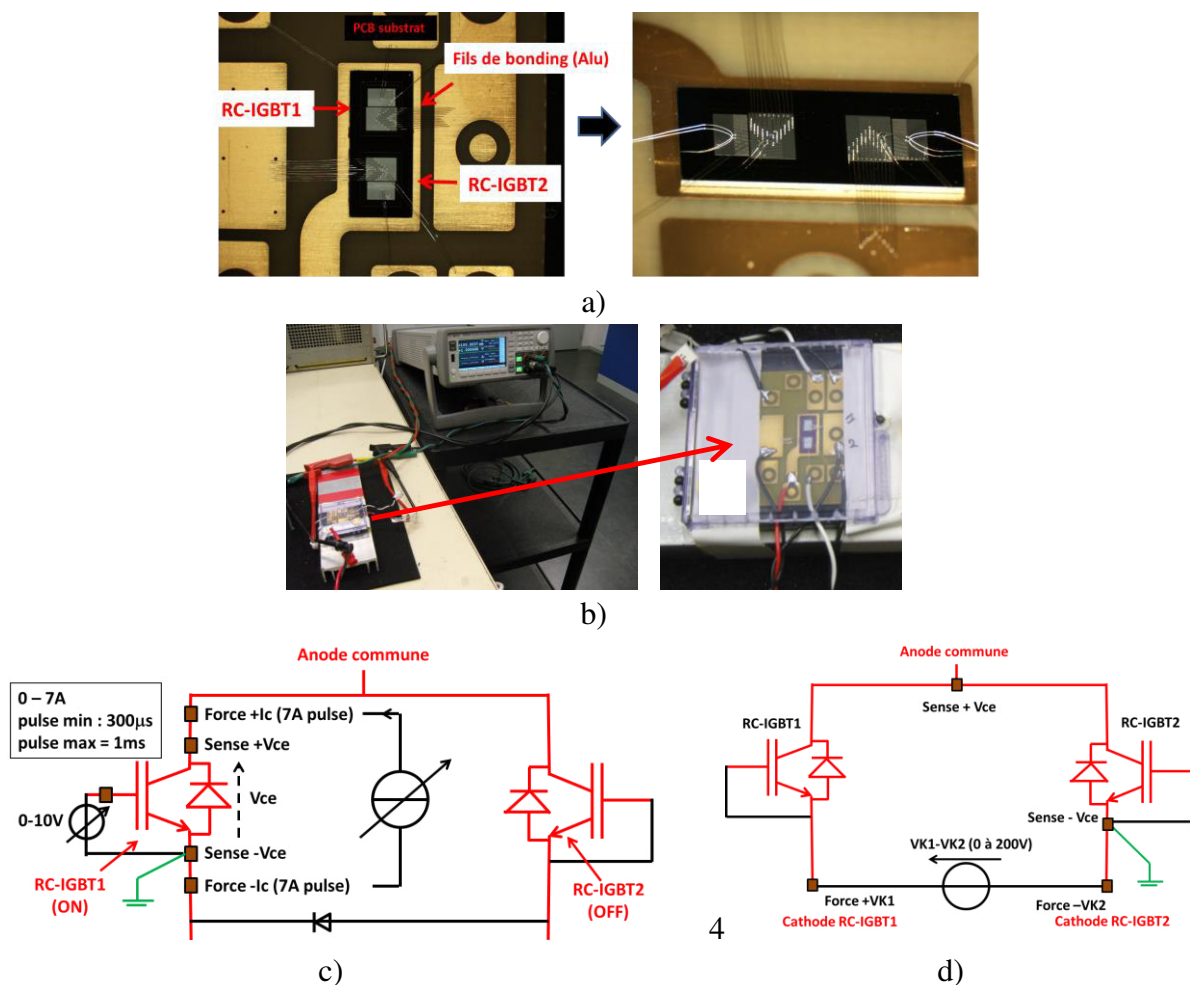 PCB substrat
Fils de bonding (Alu)
RC-IGBT1
RC-IGBT2
a)
b)
Anode commune
0 – 7A
pulse min : 300μs
pulse max = 1ms
Force +Ic (7A pulse)
Sense +Vce
Vce
0-10V
Sense -Vce
Force -Ic (7A pulse)
RC-IGBT1
(ON)
RC-IGBT2
(OFF)
c)
4
Anode commune
Sense + Vce
RC-IGBT1
RC-IGBT2
Sense - Vce
VK1-VK2 (0 à 200V)
Force +VK1
Force –VK2
Cathode RC-IGBT1
Cathode RC-IGBT2
d)